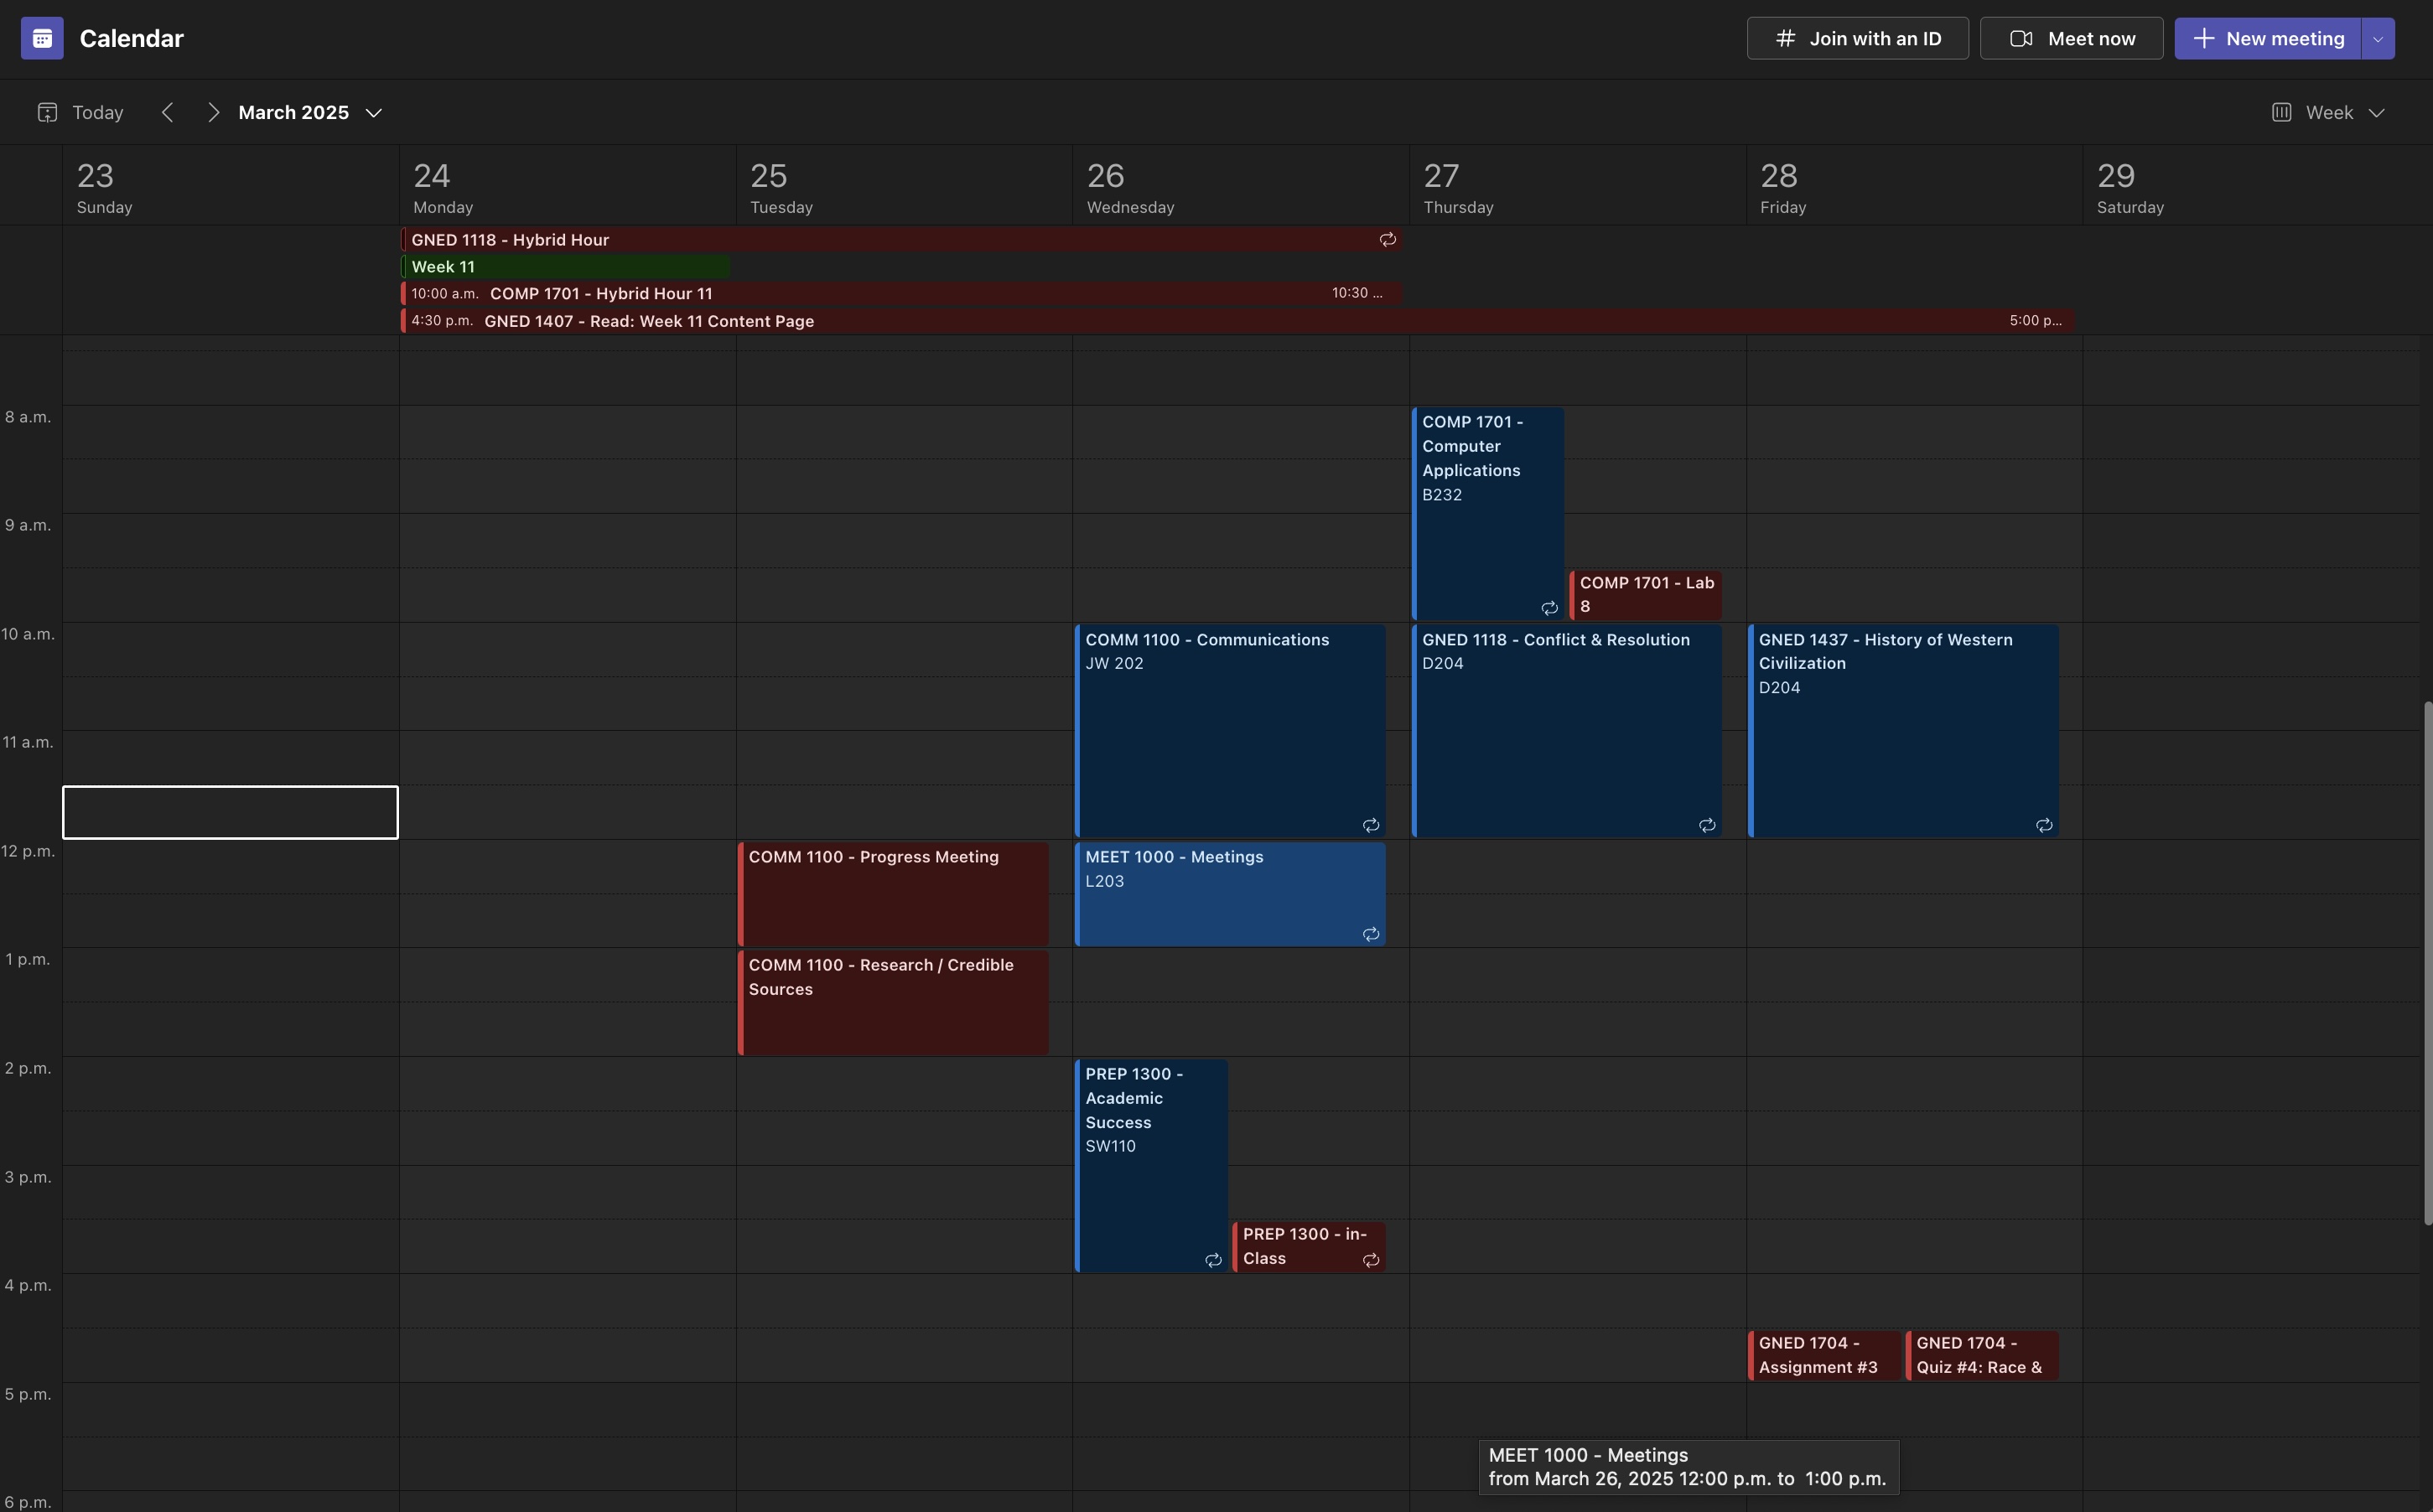 Calendar
Join with an ID
Meet now
New meeting
Today
March 2025
Week
23
Sunday
24
Monday
25
Tuesday
26
Wednesday
27
Thursday
28
Friday
29
Saturday
GNED 1118 - Hybrid Hour
Week 11
10:00 a.m. COMP 1701 - Hybrid Hour 11 10:30 ...
4:30 p.m. GNED 1407 - Read: Week 11 Content Page 5:00 p...
8 a.m.
9 a.m.
10 a.m.
11 a.m.
12 p.m.
1 p.m.
2 p.m.
3 p.m.
4 p.m.
5 p.m.
6 p.m.
COMM 1100 - Progress Meeting
COMM 1100 - Research / Credible
Sources
COMM 1100 - Communications
JW 202
MEET 1000 - Meetings
L203
PREP 1300 -
Academic
Success
SW110
PREP 1300 - in-
Class
COMP 1701 -
Computer
Applications
B232
COMP 1701 - Lab
8
GNED 1118 - Conflict & Resolution
D204
GNED 1437 - History of Western
Civilization
D204
GNED 1704 -
Assignment #3
GNED 1704 -
Quiz #4: Race &
MEET 1000 - Meetings
from March 26, 2025 12:00 p.m. to 1:00 p.m.